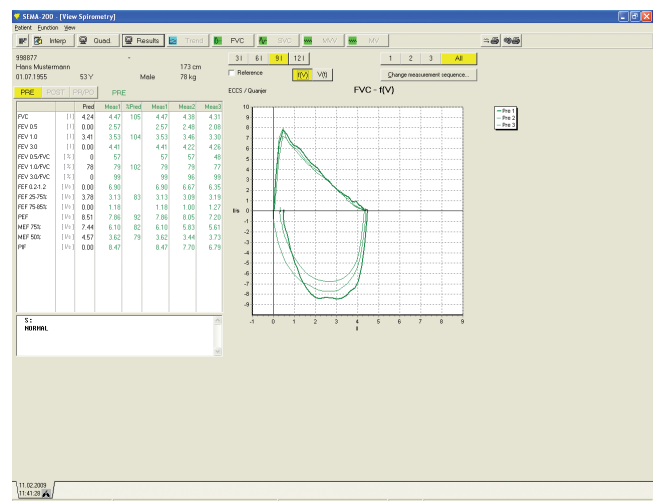 SEMA-200 - [View Spirometry]
Patient Function View
Interp Quad. Results Trend FVC SVC MVV MV
998877 -
Hans Mustermann 173 cm
01.07.1955 53 Y Male 78 kg
PRE POST PR/PO PRE
Pred Meas1 %Pred Meas1 Meas2 Meas3
FVC [l] 4.24 4.47 105 4.47 4.38 4.31
FEV 0.5 [l] 0.00 2.57 2.57 2.48 2.08
FEV 1.0 [l] 3.41 3.53 104 3.53 3.46 3.30
FEV 3.0 [l] 0.00 4.41 4.41 4.22 4.26
FEV 0.5/FVC [%] 0 57 57 57 48
FEV 1.0/FVC [%] 78 79 102 79 79 77
FEV 3.0/FVC [%] 0 99 99 96 99
FEF 0.2-1.2 [l/s] 0.00 6.90 6.90 6.67 6.35
FEF 25-75% [l/s] 3.78 3.13 83 3.13 3.09 3.19
FEF 75-85% [l/s] 0.00 1.18 1.18 1.00 1.27
PEF [l/s] 8.51 7.86 92 7.86 8.05 7.20
MEF 75% [l/s] 7.44 6.10 82 6.10 5.83 5.61
MEF 50% [l/s] 4.57 3.62 79 3.62 3.44 3.73
PIF [l/s] 0.00 8.47 8.47 7.70 6.79
S:
NORMAL
3 l 6 l 9 l 12 l 1 2 3 All
Reference f(V) V(t) Change measurement sequence...
ECCS / Quanjer FVC - f(V)
Pre 1
Pre 2
Pre 3
10
9
8
7
6
5
4
3
2
1
l/s 0
-1
-2
-3
-4
-5
-6
-7
-8
-9
-1 0 1 2 3 4 5 6 7 8 9
l
11.02.2009
11:41:28